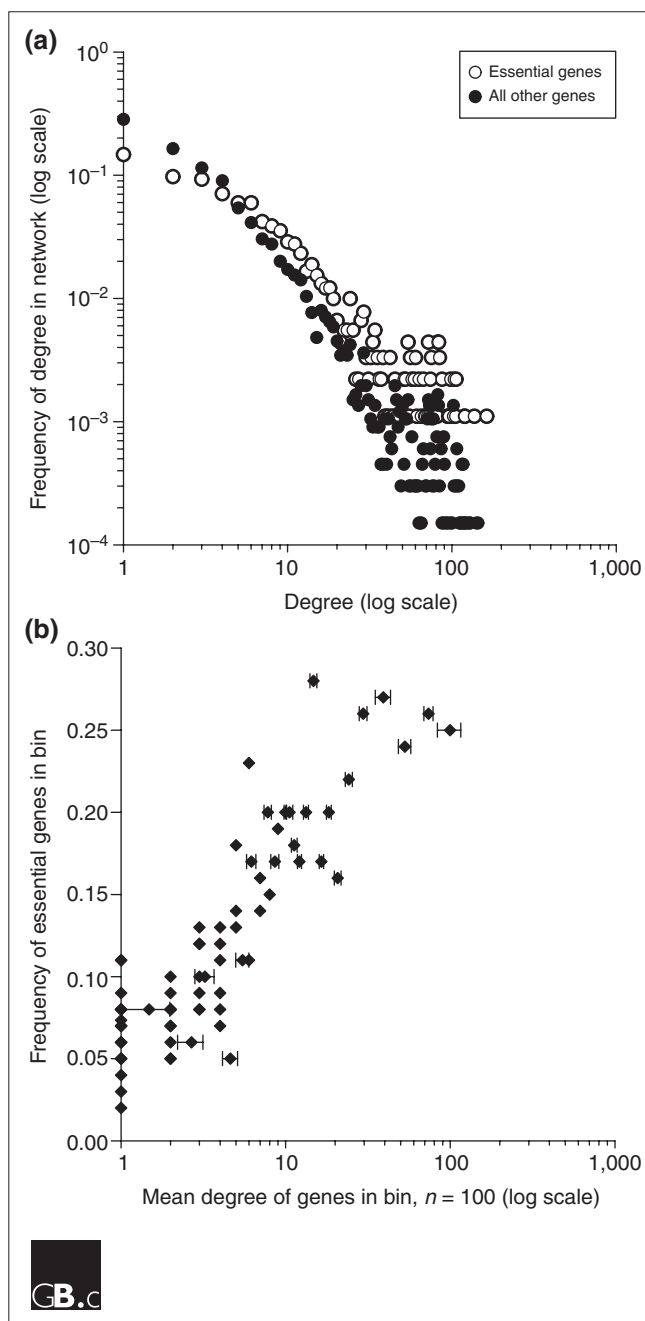 (a)
10⁰
10⁻¹
10⁻²
10⁻³
10⁻⁴
1
10
100
1,000
Frequency of degree in network (log scale)
Degree (log scale)
Essential genes
All other genes
(b)
0.30
0.25
0.20
0.15
0.10
0.05
0.00
1
10
100
1,000
Frequency of essential genes in bin
Mean degree of genes in bin, n = 100 (log scale)
GB.c